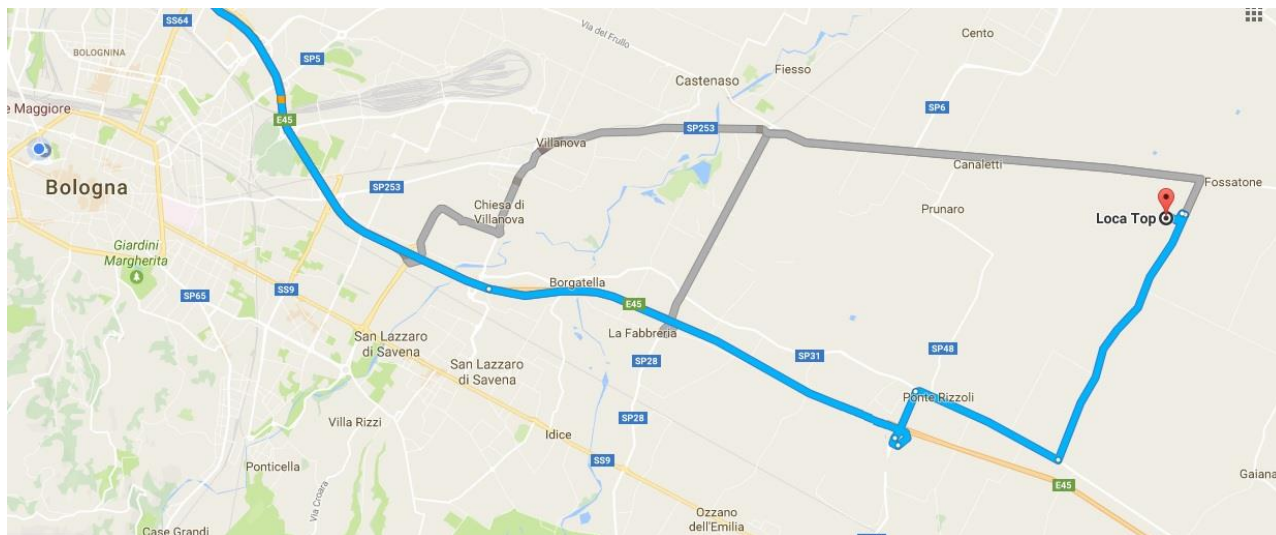 SS64
Via del Frullo
Cento
BOLOGNINA
SP5
Fiesso
Castenaso
e Maggiore
SP6
E45
SP253
Villanova
Canaletti
Bologna
SP253
Fossatone
Chiesa di
Villanova
Prunaro
Loca Top
Giardini
Margherita
Borgatella
SP65
SS9
E45
La Fabbreria
San Lazzaro
di Savena
SP31
SP48
San Lazzaro
di Savena
SP28
Ponte Rizzoli
Villa Rizzi
SP28
Idice
Ponticella
SS9
Gaiana
E45
Via Croara
Ozzano
dell'Emilia
Case Grandi